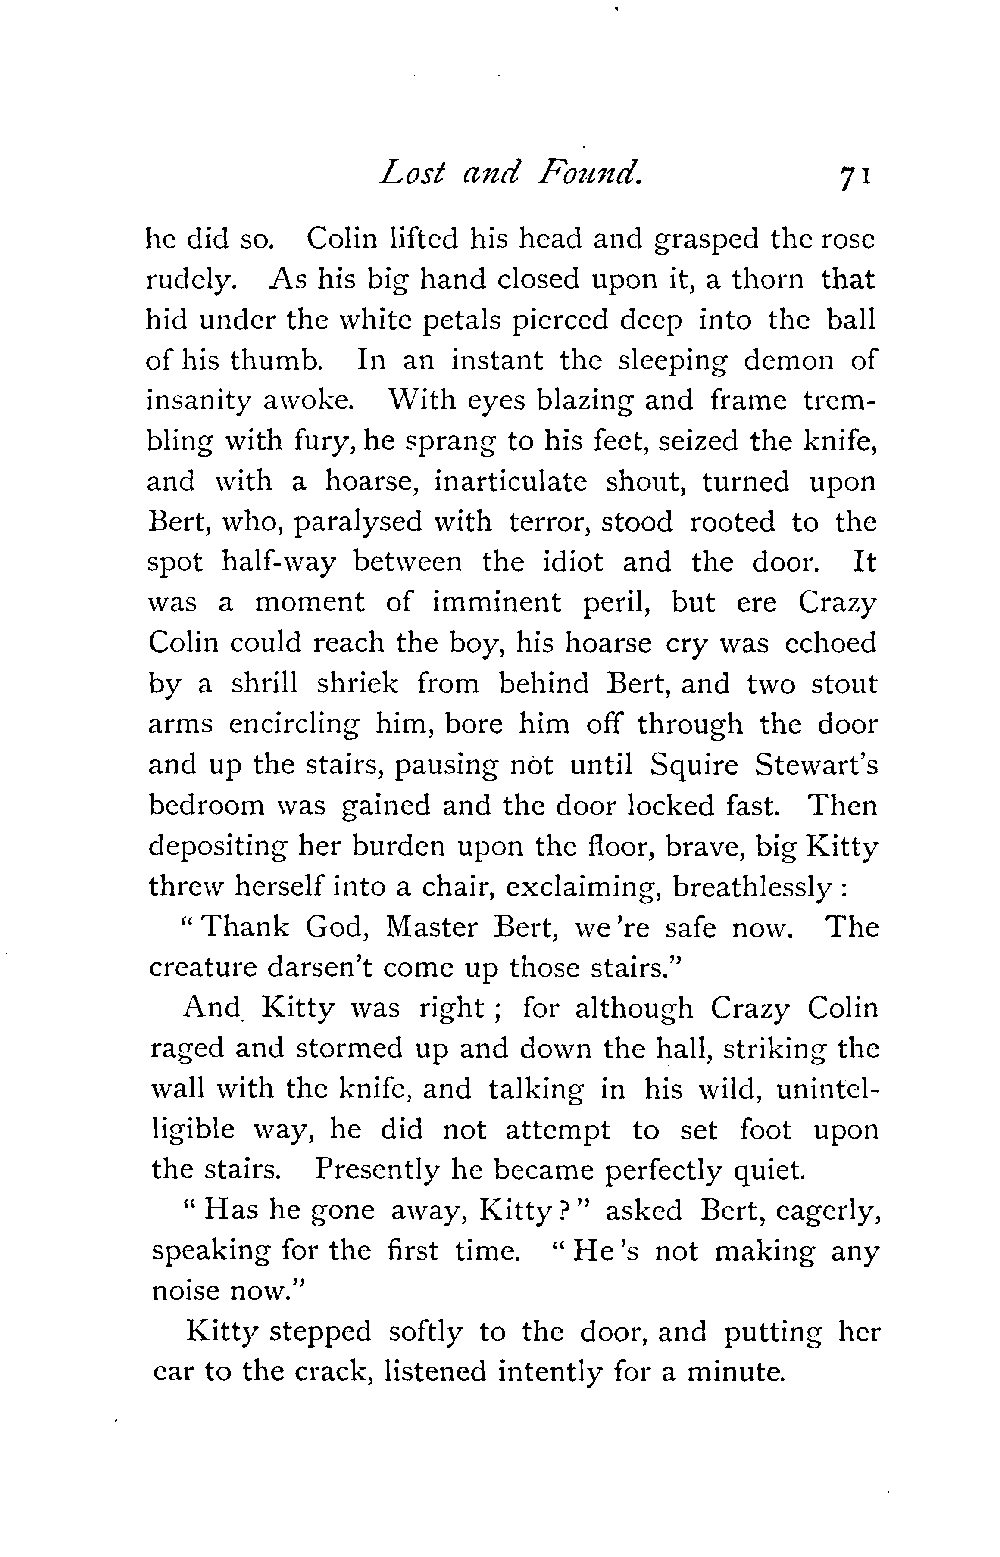 Lost and Found. 71
he did so. Colin lifted his head and grasped the rose
rudely. As his big hand closed upon it, a thorn that
hid under the white petals pierced deep into the ball
of his thumb. In an instant the sleeping demon of
insanity awoke. With eyes blazing and frame trem-
bling with fury, he sprang to his feet, seized the knife,
and with a hoarse, inarticulate shout, turned upon
Bert, who, paralysed with terror, stood rooted to the
spot half-way between the idiot and the door. It
was a moment of imminent peril, but ere Crazy
Colin could reach the boy, his hoarse cry was echoed
by a shrill shriek from behind Bert, and two stout
arms encircling him, bore him off through the door
and up the stairs, pausing not until Squire Stewart's
bedroom was gained and the door locked fast. Then
depositing her burden upon the floor, brave, big Kitty
threw herself into a chair, exclaiming, breathlessly :
" Thank God, Master Bert, we 're safe now. The
creature darsen't come up those stairs."
And Kitty was right ; for although Crazy Colin
raged and stormed up and down the hall, striking the
wall with the knife, and talking in his wild, unintel-
ligible way, he did not attempt to set foot upon
the stairs. Presently he became perfectly quiet.
" Has he gone away, Kitty ? " asked Bert, eagerly,
speaking for the first time. " He 's not making any
noise now."
Kitty stepped softly to the door, and putting her
ear to the crack, listened intently for a minute.